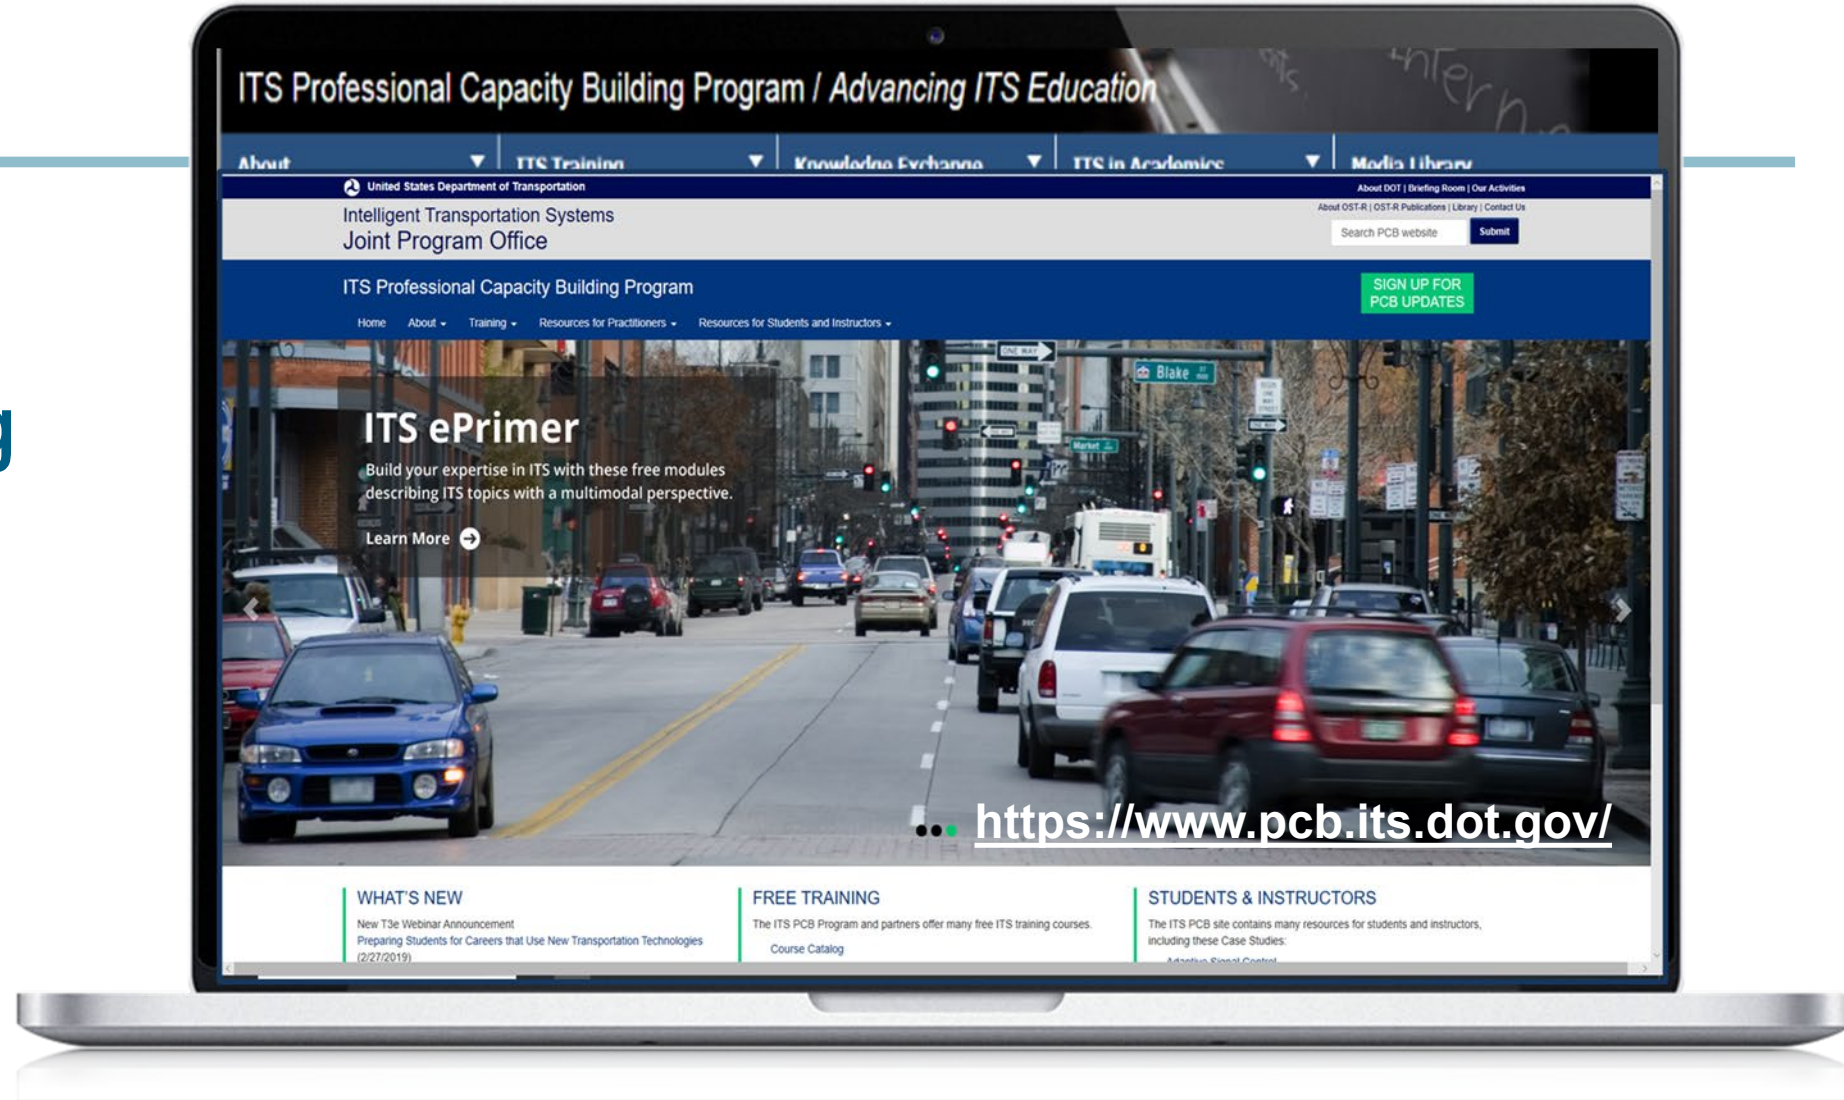 ITS Professional Capacity Building Program / Advancing ITS Education
About ITS Training Knowledge Exchange ITS in Academics Media Library
United States Department of Transportation
About DOT | Briefing Room | Our Activities
Intelligent Transportation Systems
Joint Program Office
About OST-R | OST-R Publications | Library | Contact Us
Search PCB website Submit
ITS Professional Capacity Building Program
SIGN UP FOR
PCB UPDATES
Home About Training Resources for Practitioners Resources for Students and Instructors
ONE WAY
Blake
Market
ITS ePrimer
Build your expertise in ITS with these free modules
describing ITS topics with a multimodal perspective.
Learn More
g
https://www.pcb.its.dot.gov/
WHAT'S NEW
New T3e Webinar Announcement
Preparing Students for Careers that Use New Transportation Technologies
(2/27/2019)
FREE TRAINING
The ITS PCB Program and partners offer many free ITS training courses.
Course Catalog
STUDENTS & INSTRUCTORS
The ITS PCB site contains many resources for students and instructors,
including these Case Studies:
Adaptive Signal Control